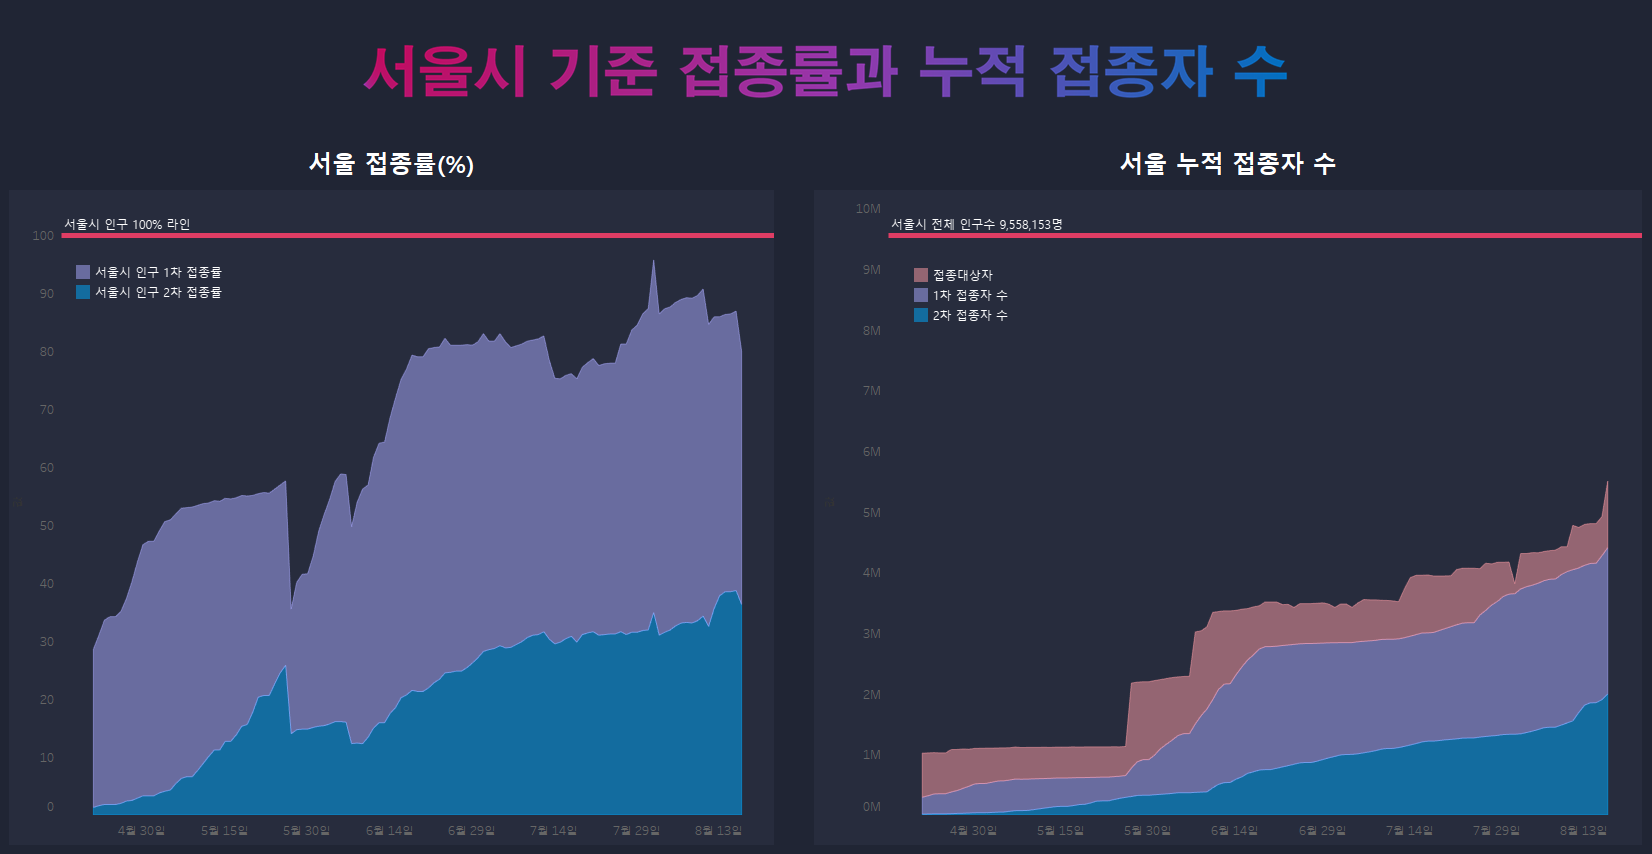 서울시 기준 접종률과 누적 접종자 수
서울 접종률(%)
서울시 인구 100% 라인
100
서울시 인구 1차 접종률
서울시 인구 2차 접종률
90
80
70
60
50
40
30
20
10
0
4월 30일 5월 15일 5월 30일 6월 14일 6월 29일 7월 14일 7월 29일 8월 13일
서울 누적 접종자 수
10M
서울시 전체 인구수 9,558,153명
9M
접종대상자
1차 접종자 수
2차 접종자 수
8M
7M
6M
5M
4M
3M
2M
1M
0M
4월 30일 5월 15일 5월 30일 6월 14일 6월 29일 7월 14일 7월 29일 8월 13일